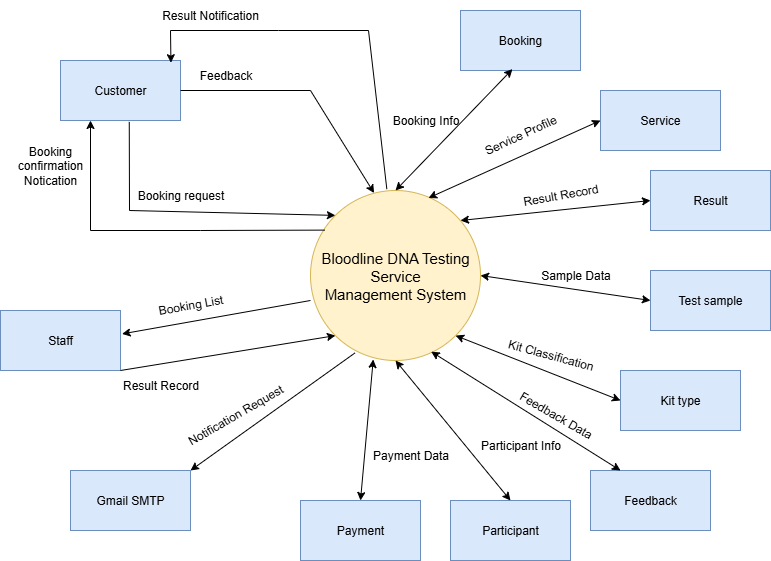 Result Notification
Booking
Feedback
Customer
Booking Info
Service Profile
Service
Booking
confirmation
Notication
Booking request
Result Record
Result
Bloodline DNA Testing
Service
Management System
Sample Data
Test sample
Booking List
Staff
Result Record
Kit Classification
Kit type
Notification Request
Feedback Data
Payment Data
Participant Info
Gmail SMTP
Feedback
Payment
Participant